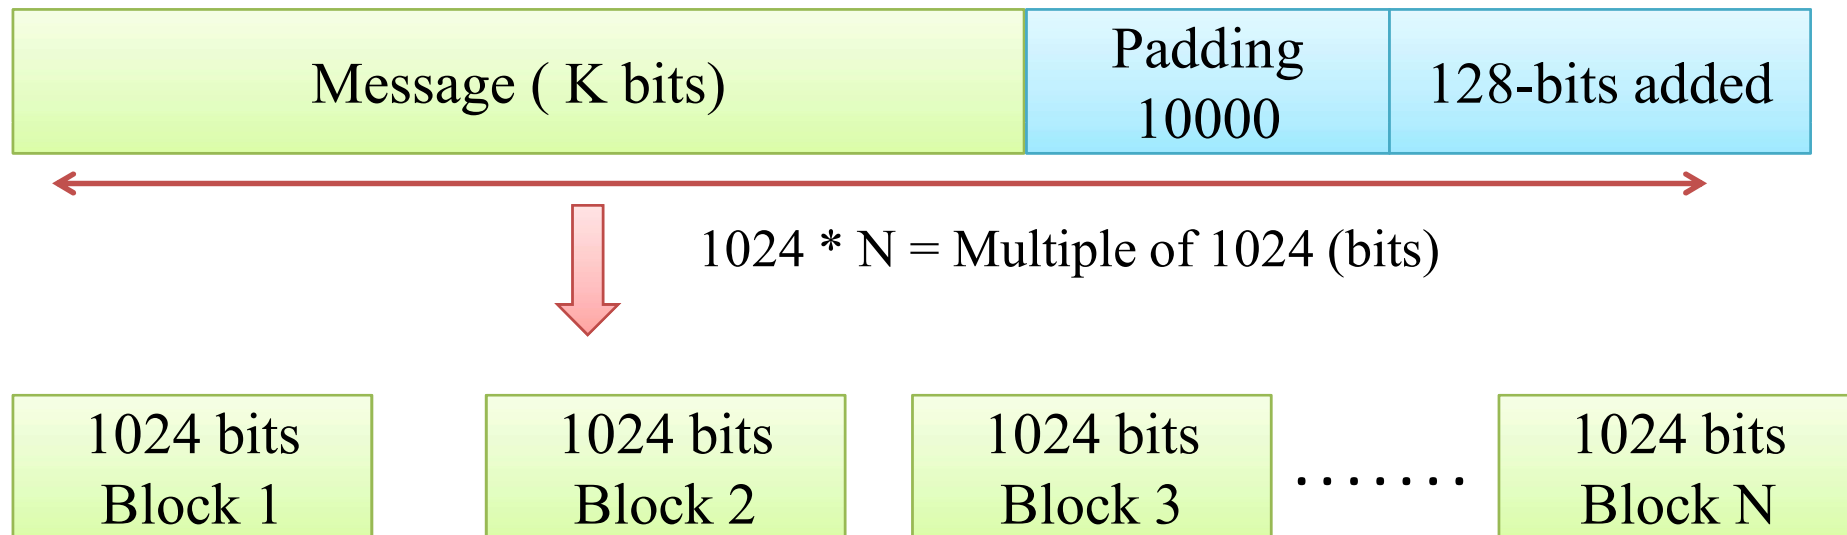 Message ( K bits)
Padding
10000
128-bits added
1024 * N = Multiple of 1024 (bits)
1024 bits
Block 1
1024 bits
Block 2
1024 bits
Block 3
.......
1024 bits
Block N